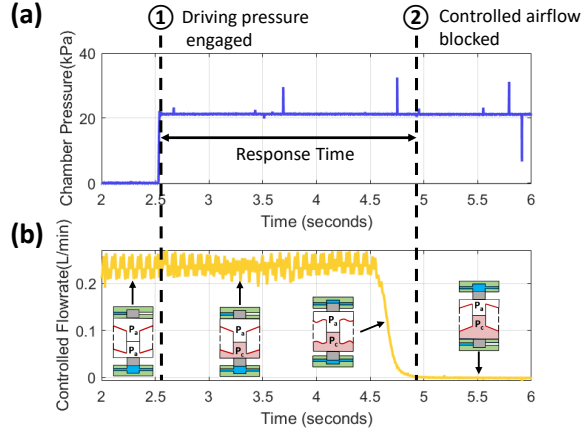 (a)
1 Driving pressure
engaged
2 Controlled airflow
blocked
Chamber Pressure(kPa)
40
20
0
Response Time
2 2.5 3 3.5 4 4.5 5 5.5 6
Time (seconds)
(b)
Controlled Flowrate(L/min)
0.2
0.1
0
Pa
Pa
Pa
Pc
Pa
Pc
Pa
Pc
2 2.5 3 3.5 4 4.5 5 5.5 6
Time (seconds)